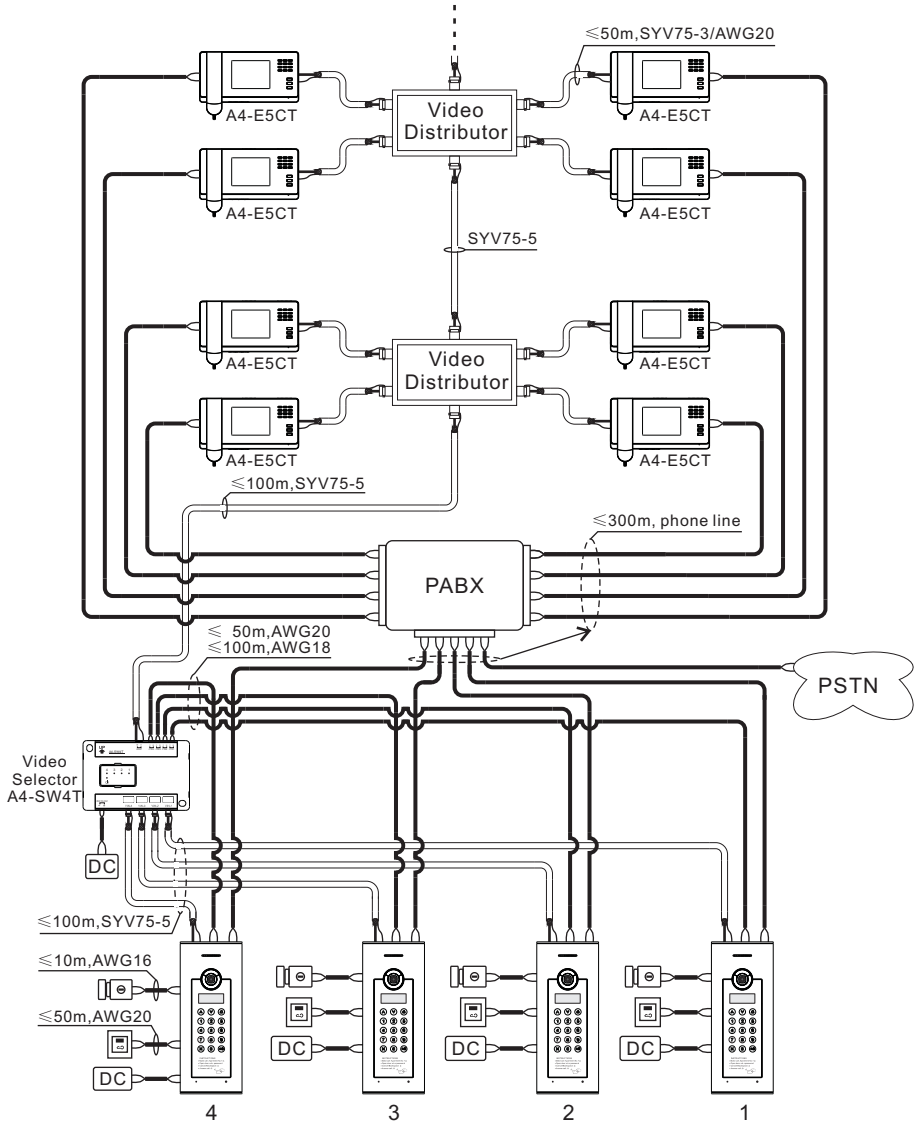 ≤50m,SYV75-3/AWG20
A4-E5CT
Video
Distributor
A4-E5CT
A4-E5CT
A4-E5CT
SYV75-5
A4-E5CT
Video
Distributor
A4-E5CT
A4-E5CT
A4-E5CT
≤100m,SYV75-5
≤300m, phone line
PABX
≤ 50m,AWG20
≤100m,AWG18
PSTN
Video
Selector
A4-SW4T
DC
≤100m,SYV75-5
≤10m,AWG16
≤50m,AWG20
DC
DC
DC
DC
4
3
2
1